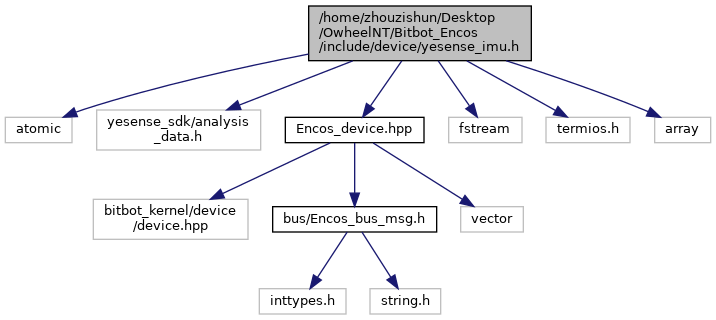 /home/zhouzishun/Desktop
/OwheelNT/Bitbot_Encos
/include/device/yesense_imu.h
atomic
yesense_sdk/analysis
_data.h
Encos_device.hpp
fstream
termios.h
array
bitbot_kernel/device
/device.hpp
bus/Encos_bus_msg.h
vector
inttypes.h
string.h